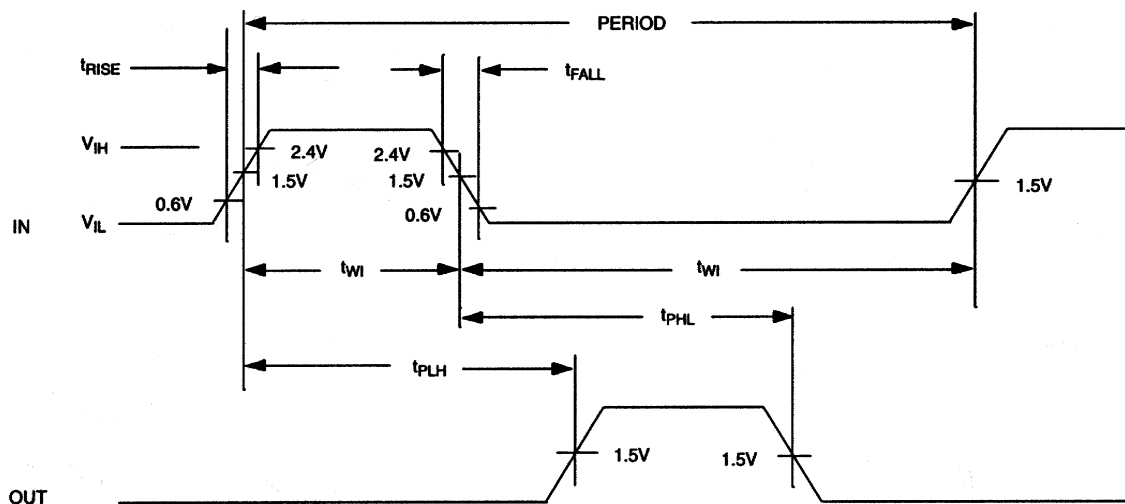 PERIOD
tRISE
tFALL
VIH
2.4V
2.4V
1.5V
1.5V
1.5V
0.6V
0.6V
IN
VIL
tWI
tWI
tPHL
tPLH
1.5V
1.5V
OUT